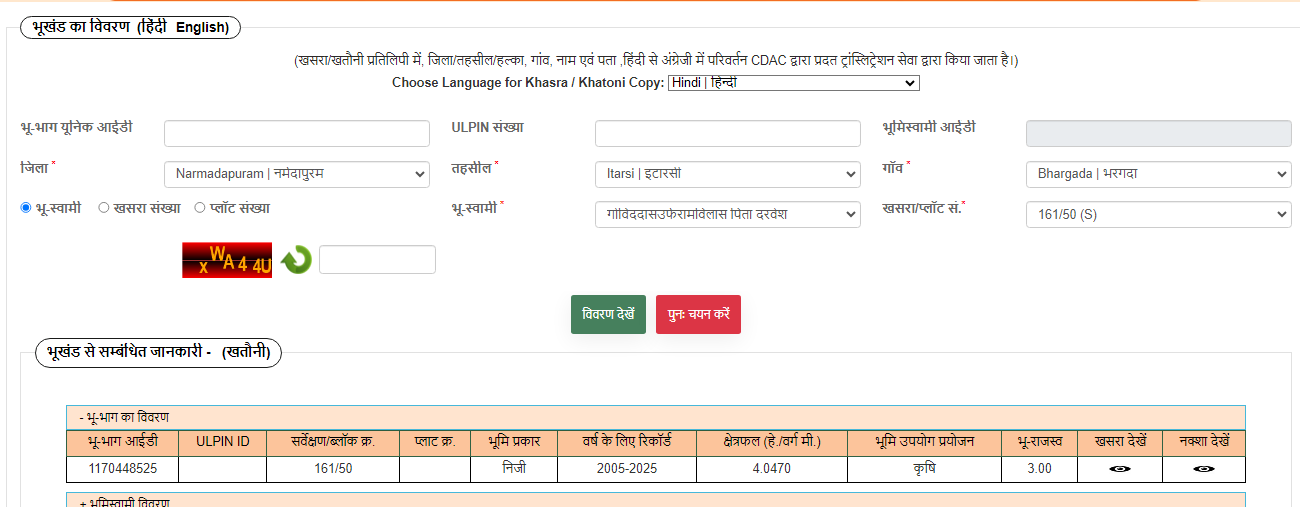 भूखंड का विवरण (हिंदी English)
(खसरा/खतौनी प्रतिलिपी में, जिला/तहसील/हल्का, गांव, नाम एवं पता ,हिंदी से अंग्रेजी में परिवर्तन CDAC द्वारा प्रदत ट्रांस्लिट्रेशन सेवा द्वारा किया जाता है।)
Choose Language for Khasra / Khatoni Copy: Hindi | हिन्दी
भू-भाग यूनिक आईडी ULPIN संख्या भूमिस्वामी आईडी
जिला * Narmadapuram | नर्मदापुरम तहसील * Itarsi | इटारसी गाँव * Bhargada | भरगदा
भू-स्वामी खसरा संख्या प्लॉट संख्या भू-स्वामी * गोविंददासउर्फरामविलास पिता दरवेश खसरा/प्लॉट सं.* 161/50 (S)
x W A 4 4U
विवरण देखें पुनः चयन करें
भूखंड से सम्बंधित जानकारी - (खतौनी)
- भू-भाग का विवरण
भू-भाग आईडी ULPIN ID सर्वेक्षण/ब्लॉक क्र. प्लाट क्र. भूमि प्रकार वर्ष के लिए रिकॉर्ड क्षेत्रफल (हे./वर्ग मी.) भूमि उपयोग प्रयोजन भू-राजस्व खसरा देखें नक्शा देखें
1170448525 161/50 निजी 2005-2025 4.0470 कृषि 3.00
+ भूमिस्वामी विवरण